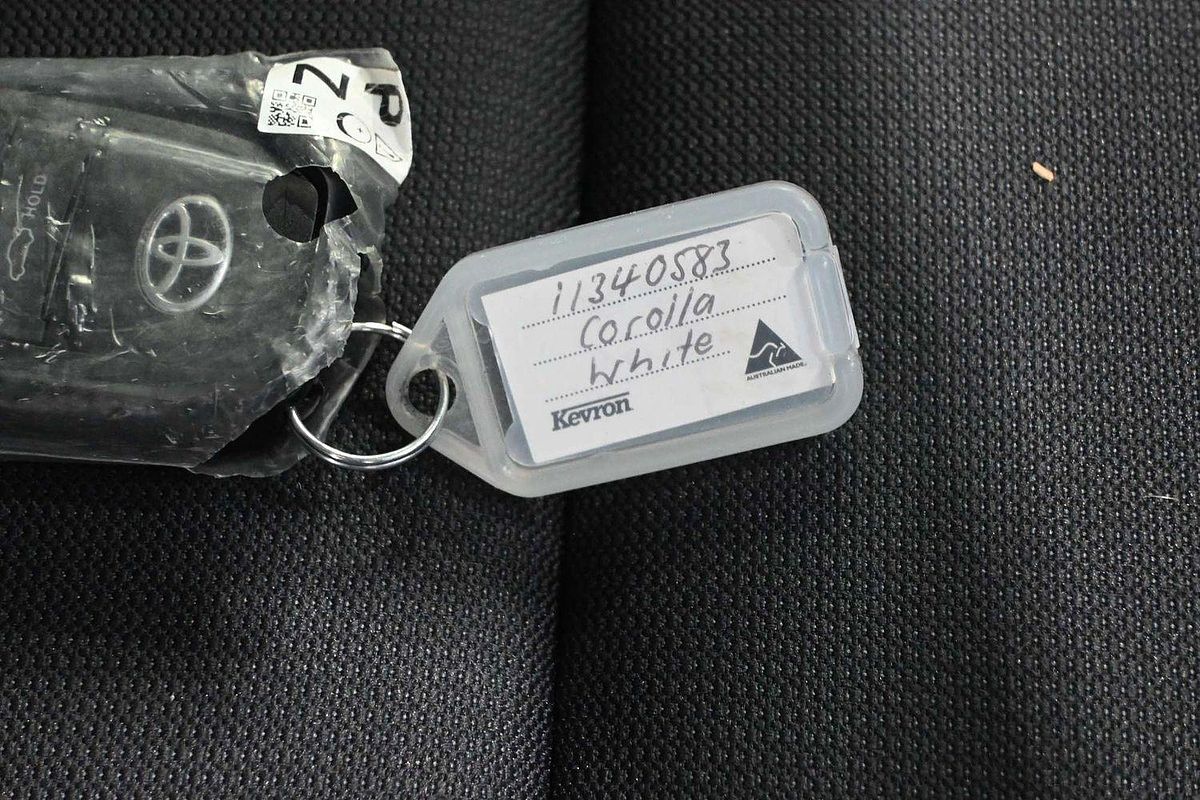 HOLD
11340583
Corolla
White
Kevron
AUSTRALIAN MADE